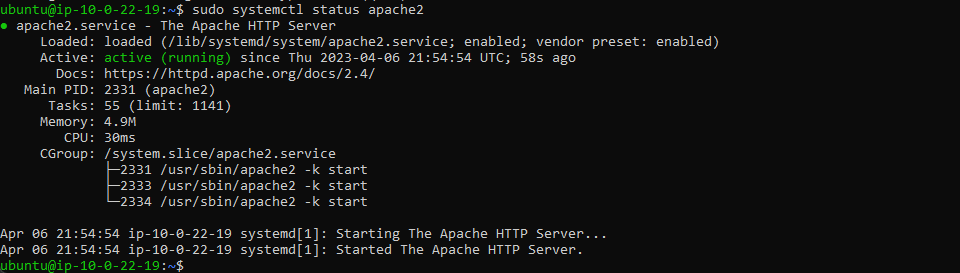 ubuntu@ip-10-0-22-19:~$ sudo systemctl status apache2
● apache2.service - The Apache HTTP Server
     Loaded: loaded (/lib/systemd/system/apache2.service; enabled; vendor preset: enabled)
     Active: active (running) since Thu 2023-04-06 21:54:54 UTC; 58s ago
       Docs: https://httpd.apache.org/docs/2.4/
   Main PID: 2331 (apache2)
      Tasks: 55 (limit: 1141)
     Memory: 4.9M
        CPU: 30ms
     CGroup: /system.slice/apache2.service
             ├─2331 /usr/sbin/apache2 -k start
             ├─2333 /usr/sbin/apache2 -k start
             └─2334 /usr/sbin/apache2 -k start

Apr 06 21:54:54 ip-10-0-22-19 systemd[1]: Starting The Apache HTTP Server...
Apr 06 21:54:54 ip-10-0-22-19 systemd[1]: Started The Apache HTTP Server.
ubuntu@ip-10-0-22-19:~$